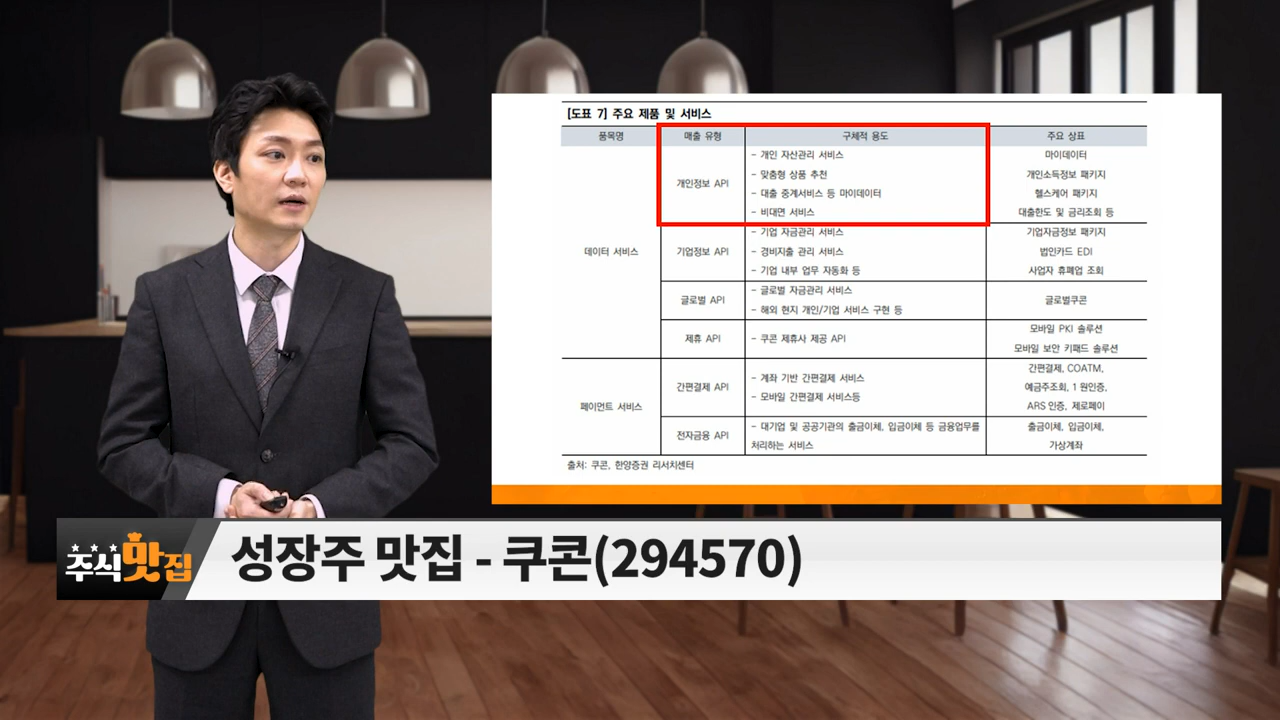 [도표 7] 주요 제품 및 서비스
품목명 매출 유형 구체적 용도 주요 상표
데이터 서비스
개인정보 API
- 개인 자산관리 서비스
- 맞춤형 상품 추천
- 대출 중계서비스 등 마이데이터
- 비대면 서비스
마이데이터
개인소득정보 패키지
헬스케어 패키지
대출한도 및 금리조회 등
기업정보 API
- 기업 자금관리 서비스
- 경비지출 관리 서비스
- 기업 내부 업무 자동화 등
기업자금정보 패키지
법인카드 EDI
사업자 휴폐업 조회
글로벌 API
- 글로벌 자금관리 서비스
- 해외 현지 개인/기업 서비스 구현 등
글로벌쿠콘
제휴 API
- 쿠콘 제휴사 제공 API
모바일 PKI 솔루션
모바일 보안 키패드 솔루션
페이먼트 서비스
간편결제 API
- 계좌 기반 간편결제 서비스
- 모바일 간편결제 서비스등
간편결제, COATM,
예금주조회, 1원인증,
ARS 인증, 제로페이
전자금융 API
- 대기업 및 공공기관의 출금이체, 입금이체 등 금융업무를
처리하는 서비스
출금이체, 입금이체,
가상계좌
출처: 쿠콘, 한양증권 리서치센터
주식맛집
성장주 맛집 - 쿠콘(294570)